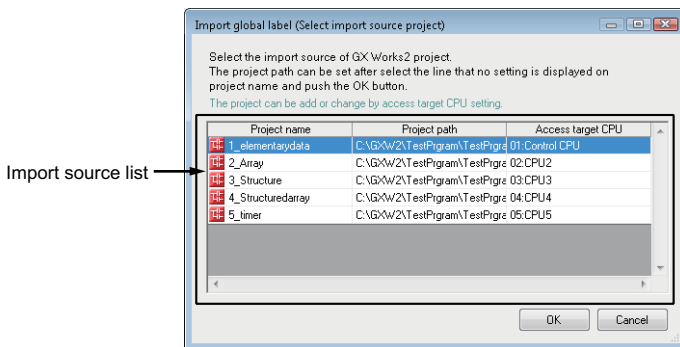 Import global label (Select import source project)
Select the import source of GX Works2 project.
The project path can be set after select the line that no setting is displayed on
project name and push the OK button.
The project can be add or change by access target CPU setting.
Project name Project path Access target CPU
1_elementarydata C:\GXW2\TestPrgram\TestPrgra 01:Control CPU
2_Array C:\GXW2\TestPrgram\TestPrgra 02:CPU2
3_Structure C:\GXW2\TestPrgram\TestPrgra 03:CPU3
4_Structuredarray C:\GXW2\TestPrgram\TestPrgra 04:CPU4
5_timer C:\GXW2\TestPrgram\TestPrgra 05:CPU5
Import source list
OK Cancel